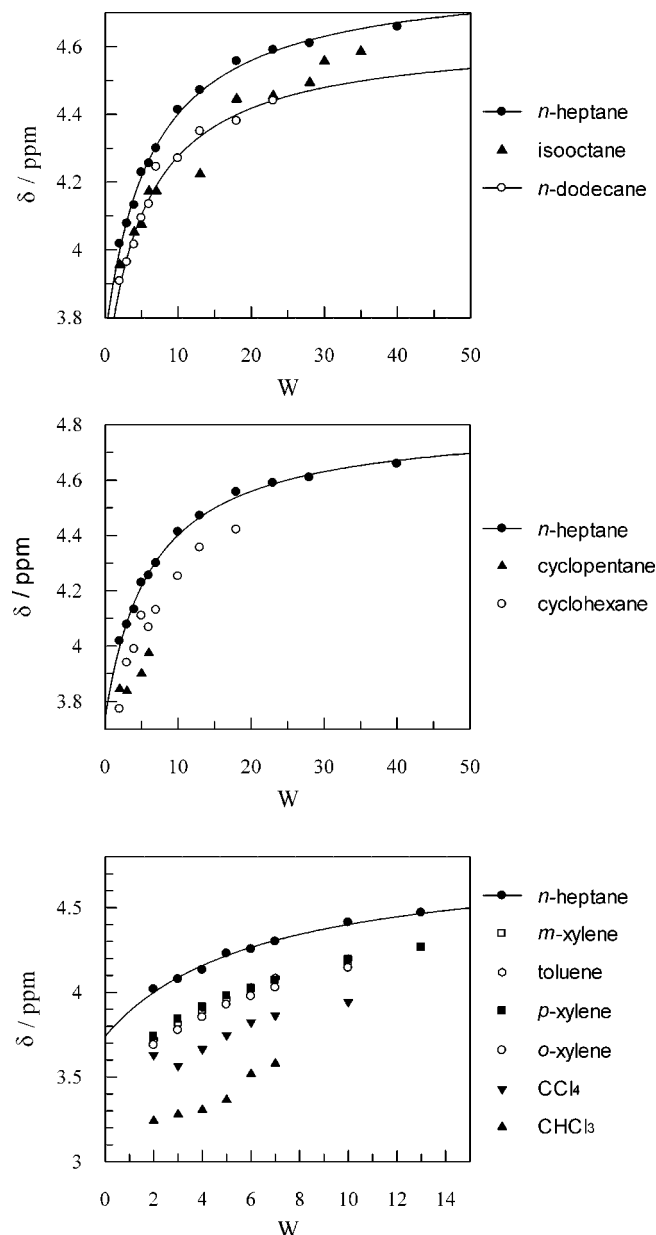 4.6
4.4
4.2
4
3.8
δ / ppm
0 10 20 30 40 50
W
n-heptane
isooctane
n-dodecane
4.8
4.6
4.4
4.2
4
3.8
δ / ppm
0 10 20 30 40 50
W
n-heptane
cyclopentane
cyclohexane
4.5
4
3.5
3
δ / ppm
0 2 4 6 8 10 12 14
W
n-heptane
m-xylene
toluene
p-xylene
o-xylene
CCl4
CHCl3